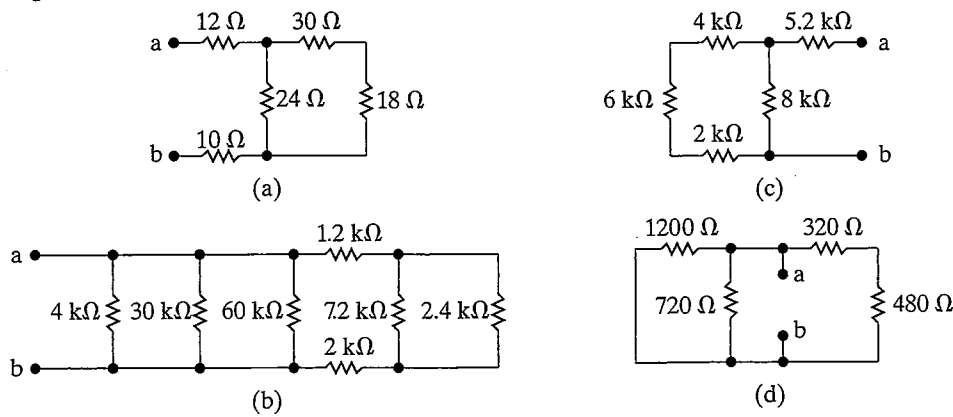 12 Ω 30 Ω
a
24 Ω 18 Ω
10 Ω
b
(a)
4 kΩ 5.2 kΩ
a
6 kΩ 8 kΩ
2 kΩ
b
(c)
1.2 kΩ
a
4 kΩ 30 kΩ 60 kΩ 7.2 kΩ 2.4 kΩ
2 kΩ
b
(b)
1200 Ω 320 Ω
a
720 Ω 480 Ω
b
(d)